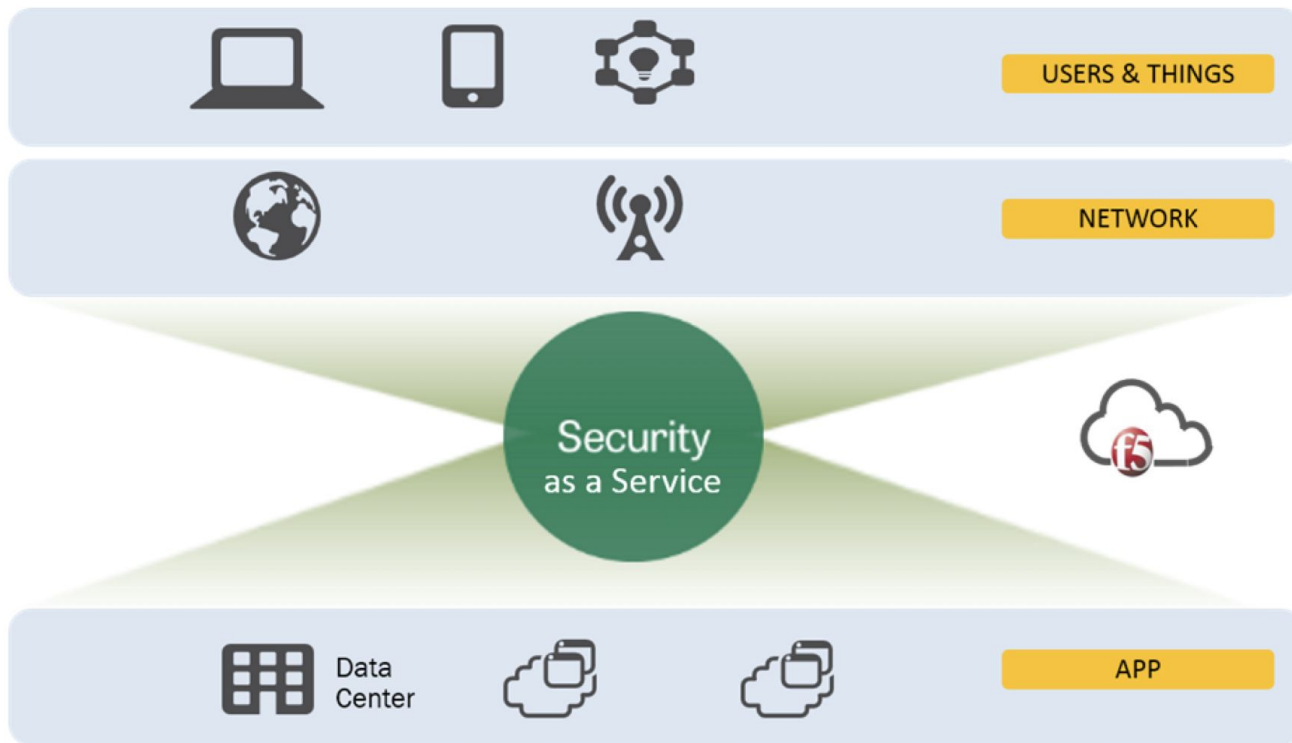 USERS & THINGS
NETWORK
Security
as a Service
f5
Data
Center
APP